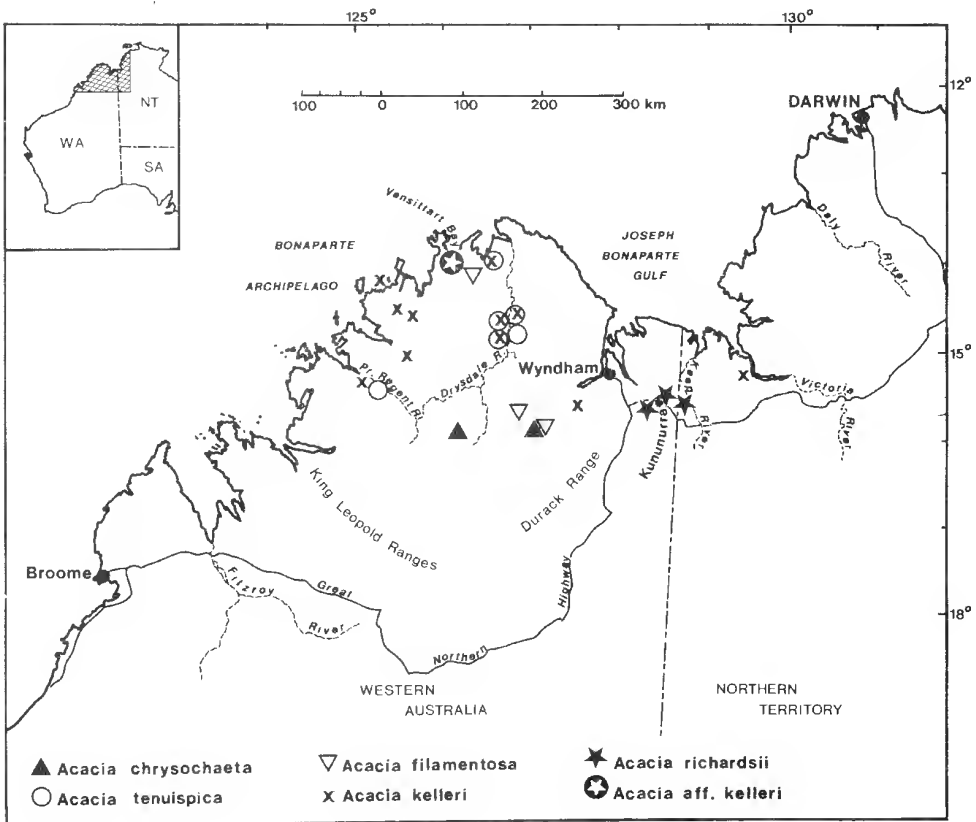 125° 130°
12°
NT
WA
SA
100 0 100 200 300 km
DARWIN
Vansittart Bay
BONAPARTE
ARCHIPELAGO
JOSEPH
BONAPARTE
GULF
Daly
River
15°
Wyndham
Pr. Regent R.
Drysdale R.
Keep
River
Victoria
River
Kununurra
King Leopold Ranges
Durack Range
Broome
Fitzroy
River
Great
Northern
Highway
18°
WESTERN
AUSTRALIA
NORTHERN
TERRITORY
Acacia chrysochaeta
Acacia tenuispica
Acacia filamentosa
x Acacia kelleri
Acacia richardsii
Acacia aff. kelleri